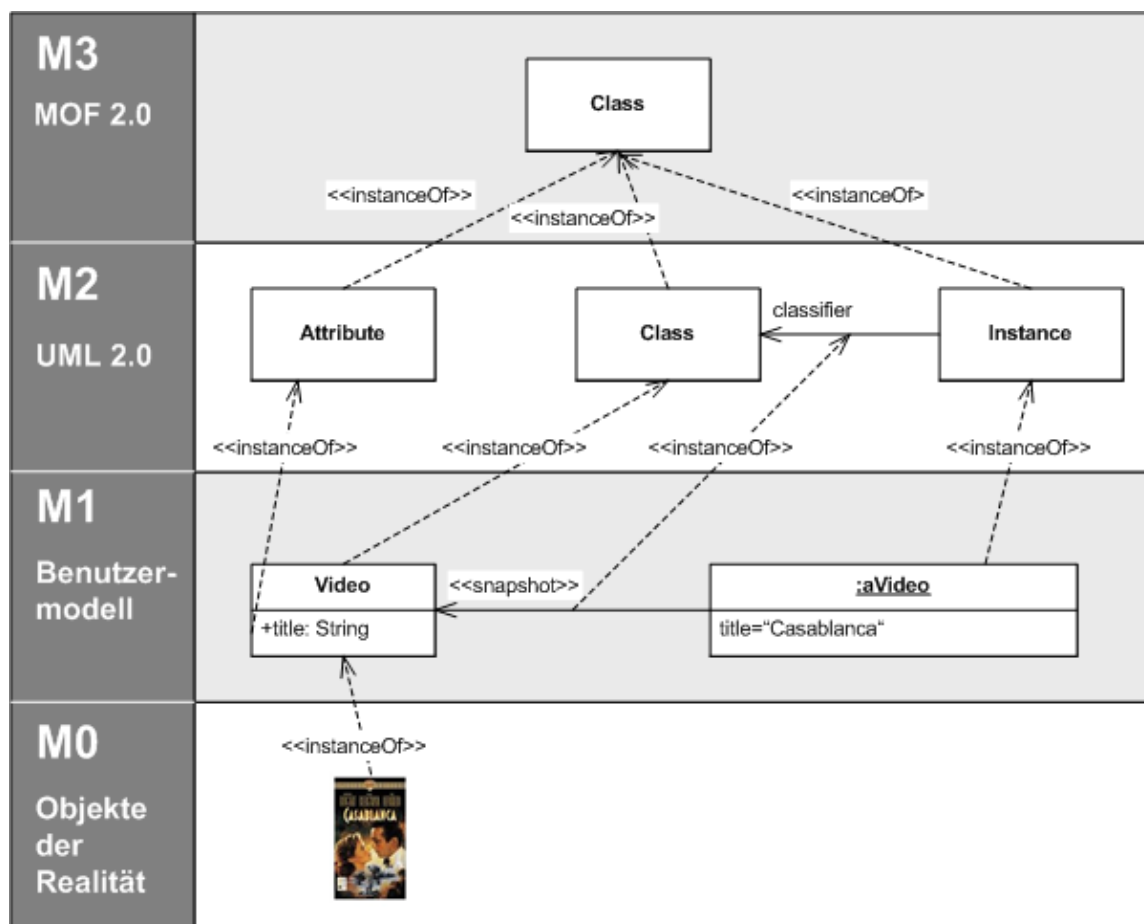 M3
MOF 2.0
Class
<<instanceOf>>
<<instanceOf>>
<<instanceOf>
M2
UML 2.0
Attribute
Class
classifier
Instance
<<instanceOf>>
<<instanceOf>>
<<instanceOf>>
<<instanceOf>>
M1
Benutzer-
modell
Video
+title: String
<<snapshot>>
:aVideo
title=“Casablanca“
M0
Objekte
der
Realität
<<instanceOf>>
CASABLANCA